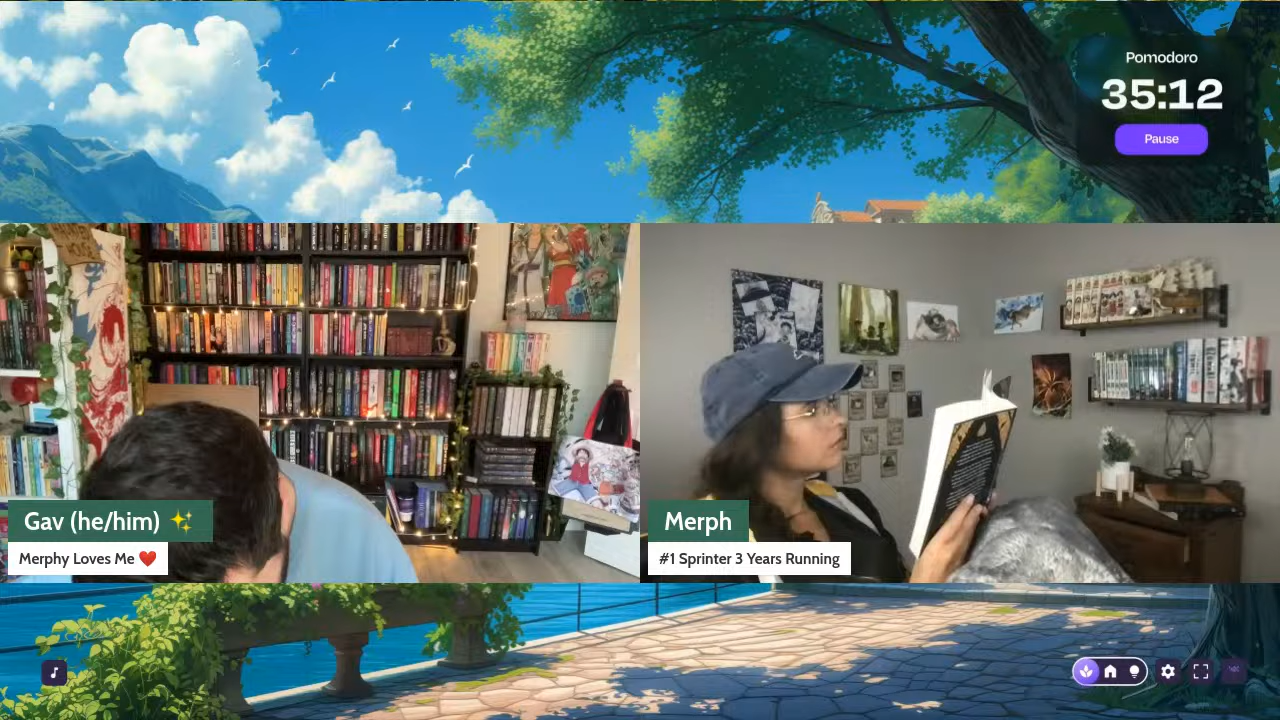 Pomodoro
35:12
Pause
Gav (he/him) ✨
Merphy Loves Me ❤️
Merph
#1 Sprinter 3 Years Running